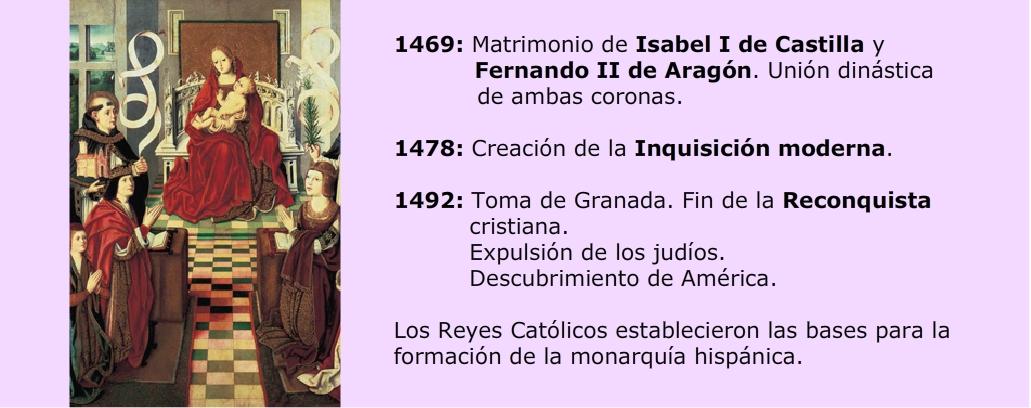 1469: Matrimonio de Isabel I de Castilla y
Fernando II de Aragón. Unión dinástica
de ambas coronas.
1478: Creación de la Inquisición moderna.
1492: Toma de Granada. Fin de la Reconquista
cristiana.
Expulsión de los judíos.
Descubrimiento de América.
Los Reyes Católicos establecieron las bases para la
formación de la monarquía hispánica.